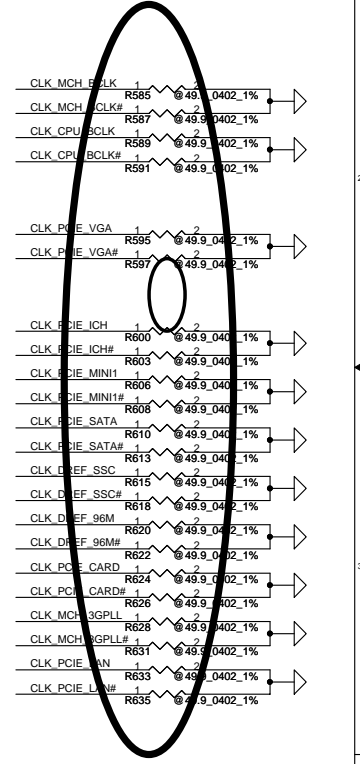 CLK_MCH_BCLK 1 2
R585 @49.9_0402_1%
CLK_MCH_BCLK# 1 2
R587 @49.9_0402_1%
CLK_CPU_BCLK 1 2
R589 @49.9_0402_1%
CLK_CPU_BCLK# 1 2
R591 @49.9_0402_1%
2
CLK_PCIE_VGA 1 2
R595 @49.9_0402_1%
CLK_PCIE_VGA# 1 2
R597 @49.9_0402_1%
CLK_PCIE_ICH 1 2
R600 @49.9_0402_1%
CLK_PCIE_ICH# 1 2
R603 @49.9_0402_1%
CLK_PCIE_MINI1 1 2
R606 @49.9_0402_1%
CLK_PCIE_MINI1# 1 2
R608 @49.9_0402_1%
CLK_PCIE_SATA 1 2
R610 @49.9_0402_1%
CLK_PCIE_SATA# 1 2
R613 @49.9_0402_1%
CLK_DREF_SSC 1 2
R615 @49.9_0402_1%
CLK_DREF_SSC# 1 2
R618 @49.9_0402_1%
CLK_DREF_96M 1 2
R620 @49.9_0402_1%
CLK_DREF_96M# 1 2
R622 @49.9_0402_1%
3
CLK_PCIE_CARD 1 2
R624 @49.9_0402_1%
CLK_PCIE_CARD# 1 2
R626 @49.9_0402_1%
CLK_MCH_3GPLL 1 2
R628 @49.9_0402_1%
CLK_MCH_3GPLL# 1 2
R631 @49.9_0402_1%
CLK_PCIE_LAN 1 2
R633 @49.9_0402_1%
CLK_PCIE_LAN# 1 2
R635 @49.9_0402_1%